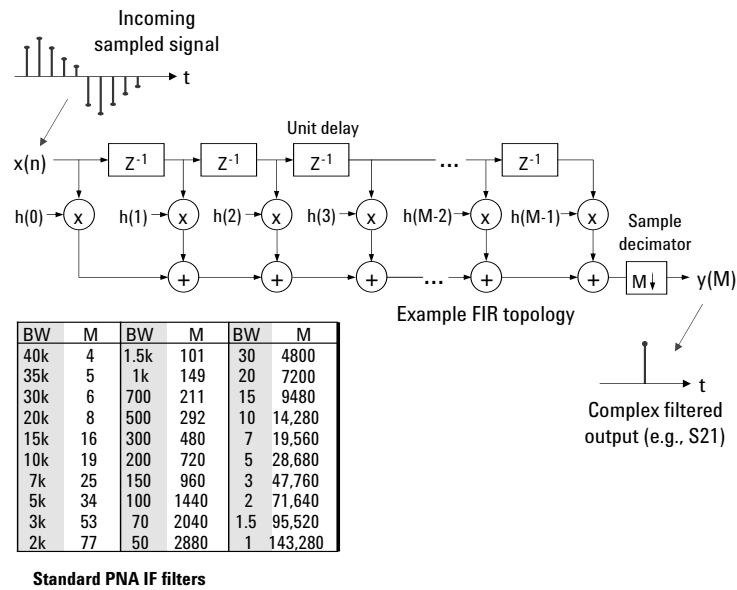 Incoming
sampled signal
t
Unit delay
x(n) Z-1 Z-1 Z-1 ... Z-1
h(0) x h(1) x h(2) x h(3) x h(M-2) x h(M-1) x
Sample
decimator
+ + + ... + + M↓ y(M)
Example FIR topology
BW M BW M BW M
40k 4 1.5k 101 30 4800
35k 5 1k 149 20 7200
30k 6 700 211 15 9480
20k 8 500 292 10 14,280
15k 16 300 480 7 19,560
10k 19 200 720 5 28,680
7k 25 150 960 3 47,760
5k 34 100 1440 2 71,640
3k 53 70 2040 1.5 95,520
2k 77 50 2880 1 143,280
t
Complex filtered
output (e.g., S21)
Standard PNA IF filters